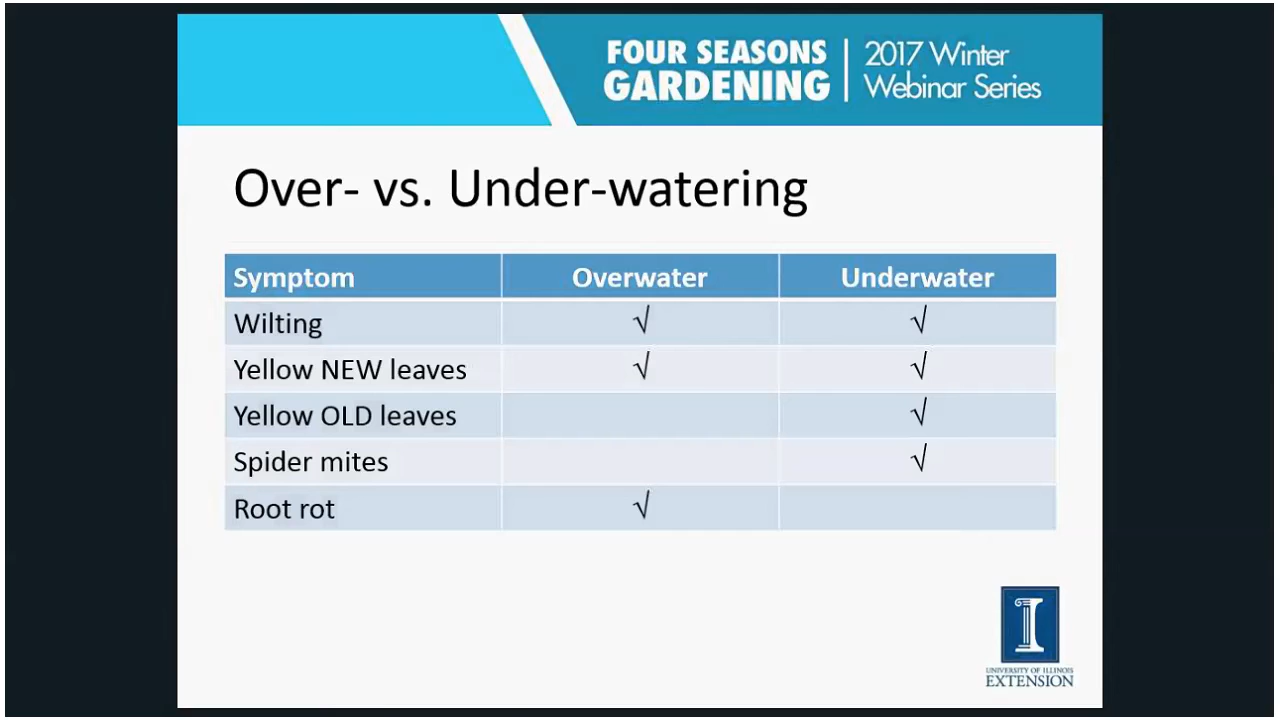 FOUR SEASONS
GARDENING
2017 Winter
Webinar Series
Over- vs. Under-watering
Symptom Overwater Underwater
Wilting √ √
Yellow NEW leaves √ √
Yellow OLD leaves √
Spider mites √
Root rot √
I
UNIVERSITY OF ILLINOIS
EXTENSION